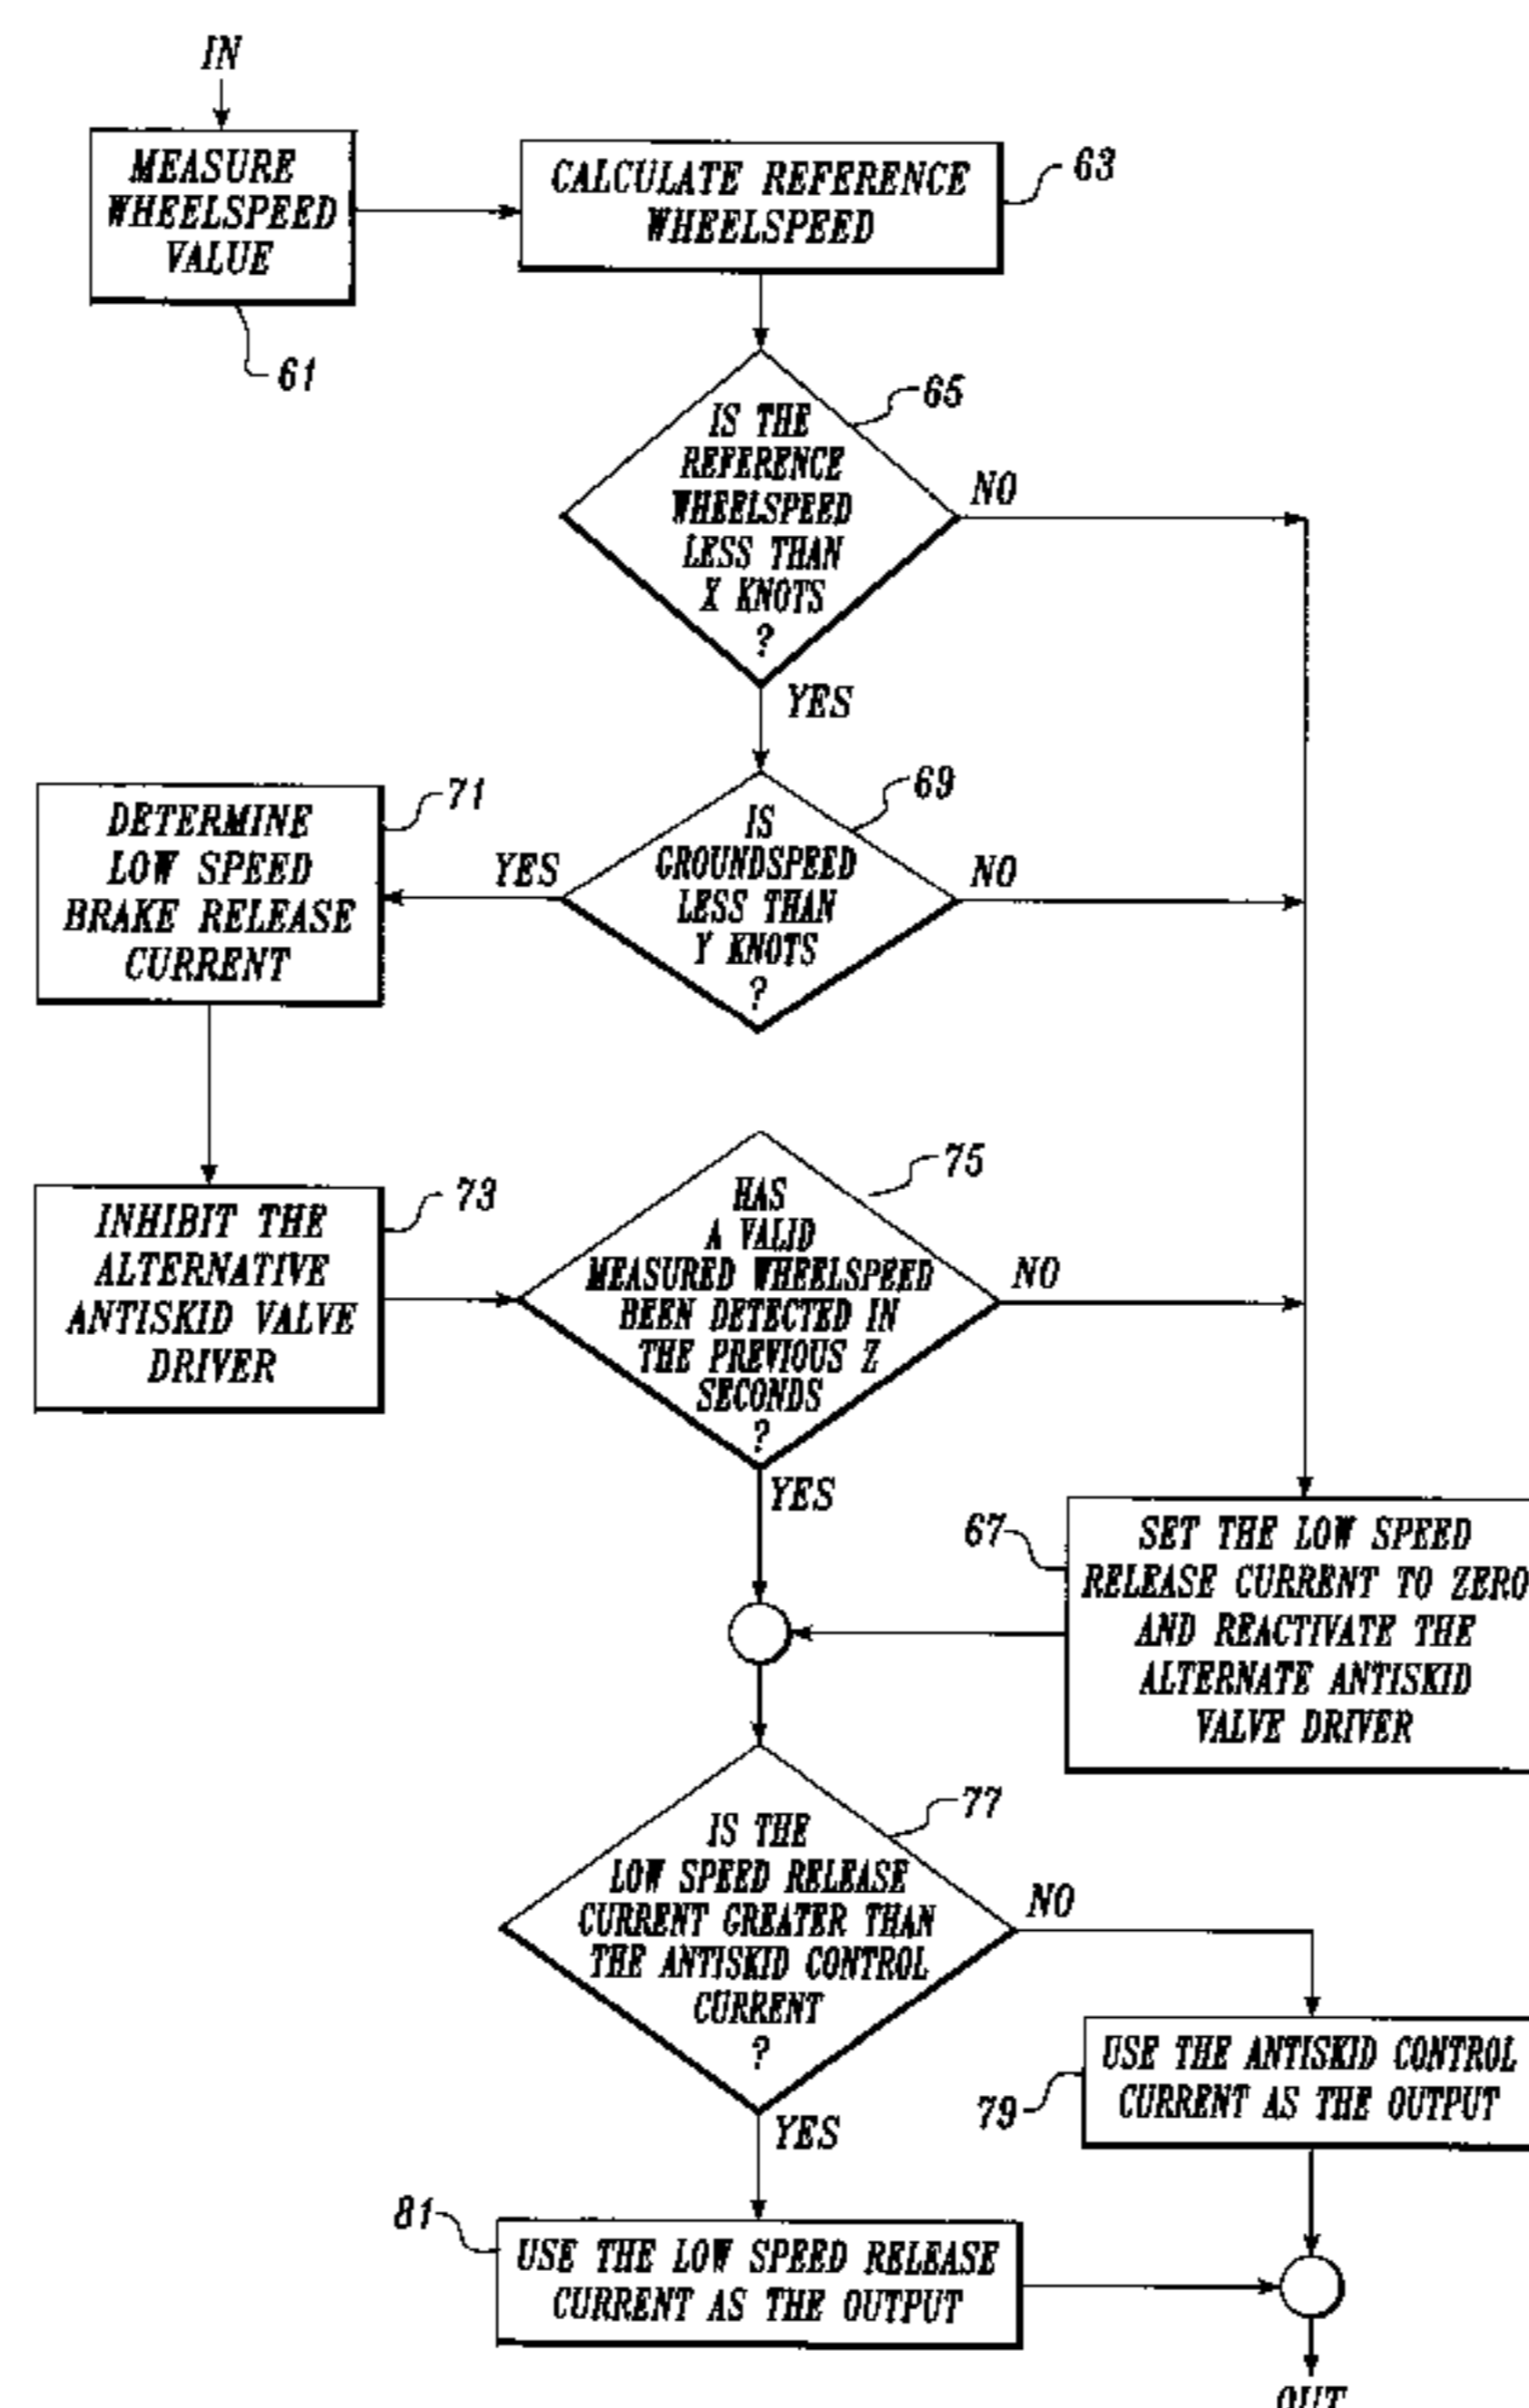 IN
MEASURE
WHEELSPEED
VALUE
61
CALCULATE REFERENCE
WHEELSPEED
63
IS THE
REFERENCE
WHEELSPEED
LESS THAN
X KNOTS
?
65
NO
YES
IS
GROUNDSPEED
LESS THAN
Y KNOTS
?
69
NO
YES
DETERMINE
LOW SPEED
BRAKE RELEASE
CURRENT
71
INHIBIT THE
ALTERNATIVE
ANTISKID VALVE
DRIVER
73
HAS
A VALID
MEASURED WHEELSPEED
BEEN DETECTED IN
THE PREVIOUS Z
SECONDS
?
75
NO
YES
67
SET THE LOW SPEED
RELEASE CURRENT TO ZERO
AND REACTIVATE THE
ALTERNATE ANTISKID
VALVE DRIVER
IS THE
LOW SPEED RELEASE
CURRENT GREATER THAN
THE ANTISKID CONTROL
CURRENT
?
77
NO
YES
79
USE THE ANTISKID CONTROL
CURRENT AS THE OUTPUT
81
USE THE LOW SPEED RELEASE
CURRENT AS THE OUTPUT
OUT